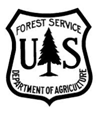 FOREST SERVICE
U S
DEPARTMENT OF AGRICULTURE